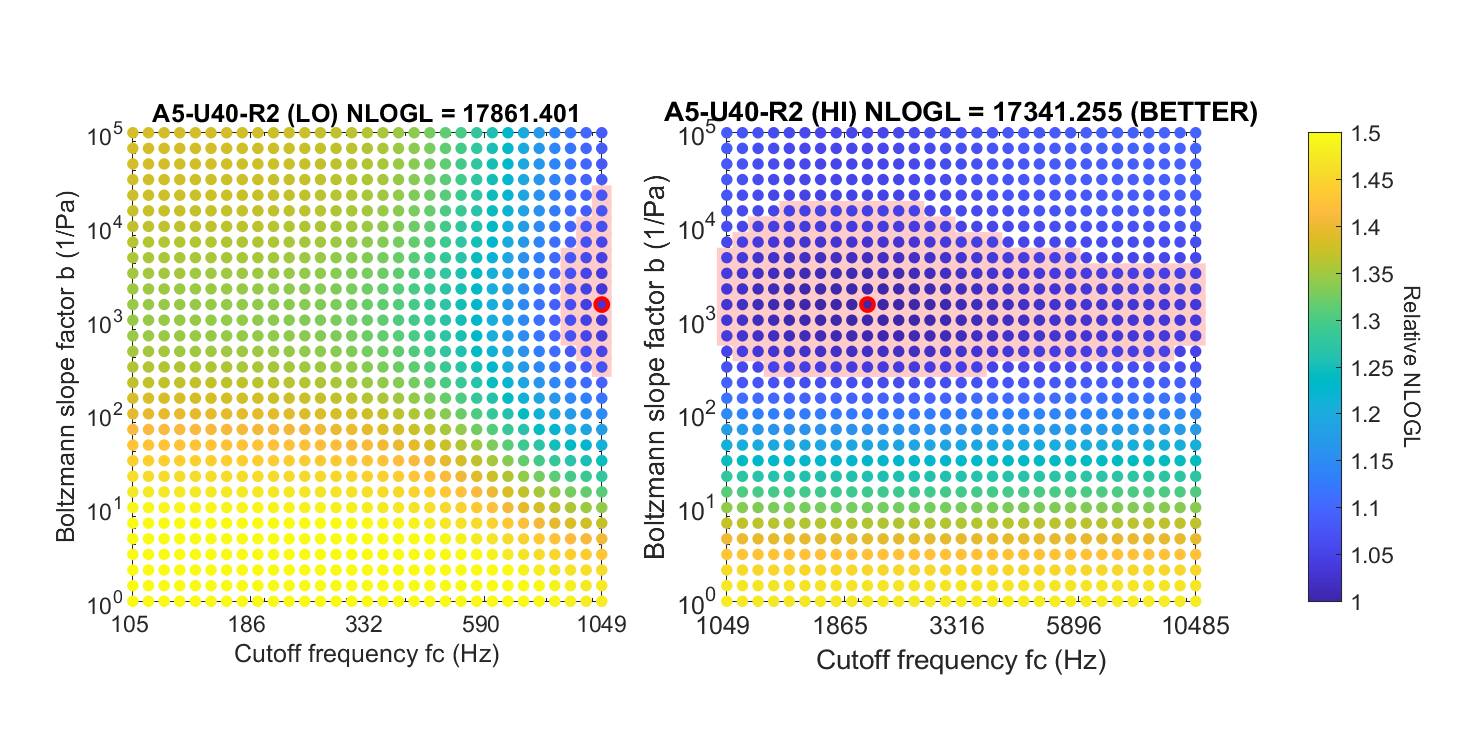 A5-U40-R2 (LO) NLOGL = 17861.401
Boltzmann slope factor b (1/Pa)
10^5
10^4
10^3
10^2
10^1
10^0
105 186 332 590 1049
Cutoff frequency fc (Hz)
A5-U40-R2 (HI) NLOGL = 17341.255 (BETTER)
Boltzmann slope factor b (1/Pa)
10^5
10^4
10^3
10^2
10^1
10^0
1049 1865 3316 5896 10485
Cutoff frequency fc (Hz)
1.5
1.45
1.4
1.35
1.3
1.25
1.2
1.15
1.1
1.05
1
Relative NLOGL